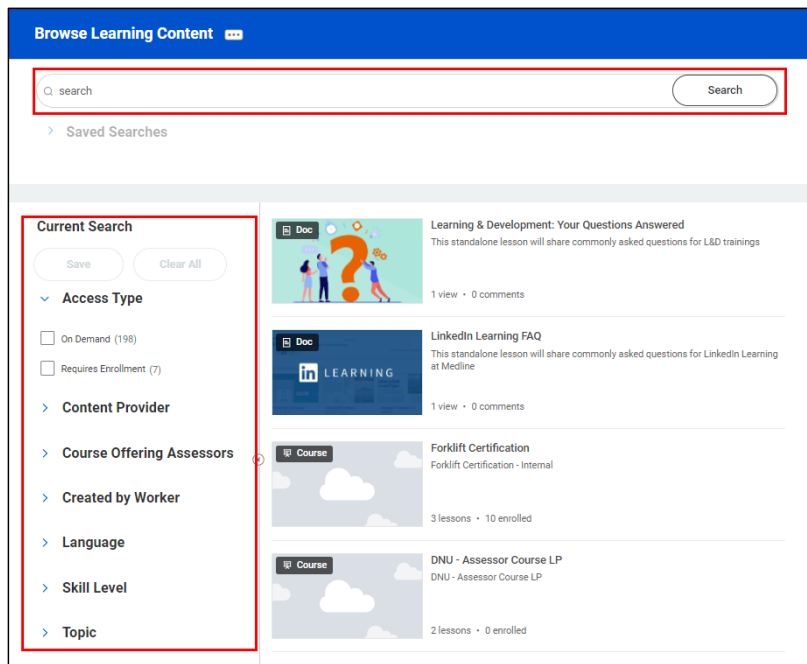 Browse Learning Content
search
Search
Saved Searches
Current Search
Save
Clear All
Access Type
On Demand (198)
Requires Enrollment (7)
Content Provider
Course Offering Assessors
Created by Worker
Language
Skill Level
Topic
Doc
Learning & Development: Your Questions Answered
This standalone lesson will share commonly asked questions for L&D trainings
1 view • 0 comments
Doc
in LEARNING
LinkedIn Learning FAQ
This standalone lesson will share commonly asked questions for LinkedIn Learning
at Medline
1 view • 0 comments
Course
Forklift Certification
Forklift Certification - Internal
3 lessons • 10 enrolled
Course
DNU - Assessor Course LP
DNU - Assessor Course LP
2 lessons • 0 enrolled